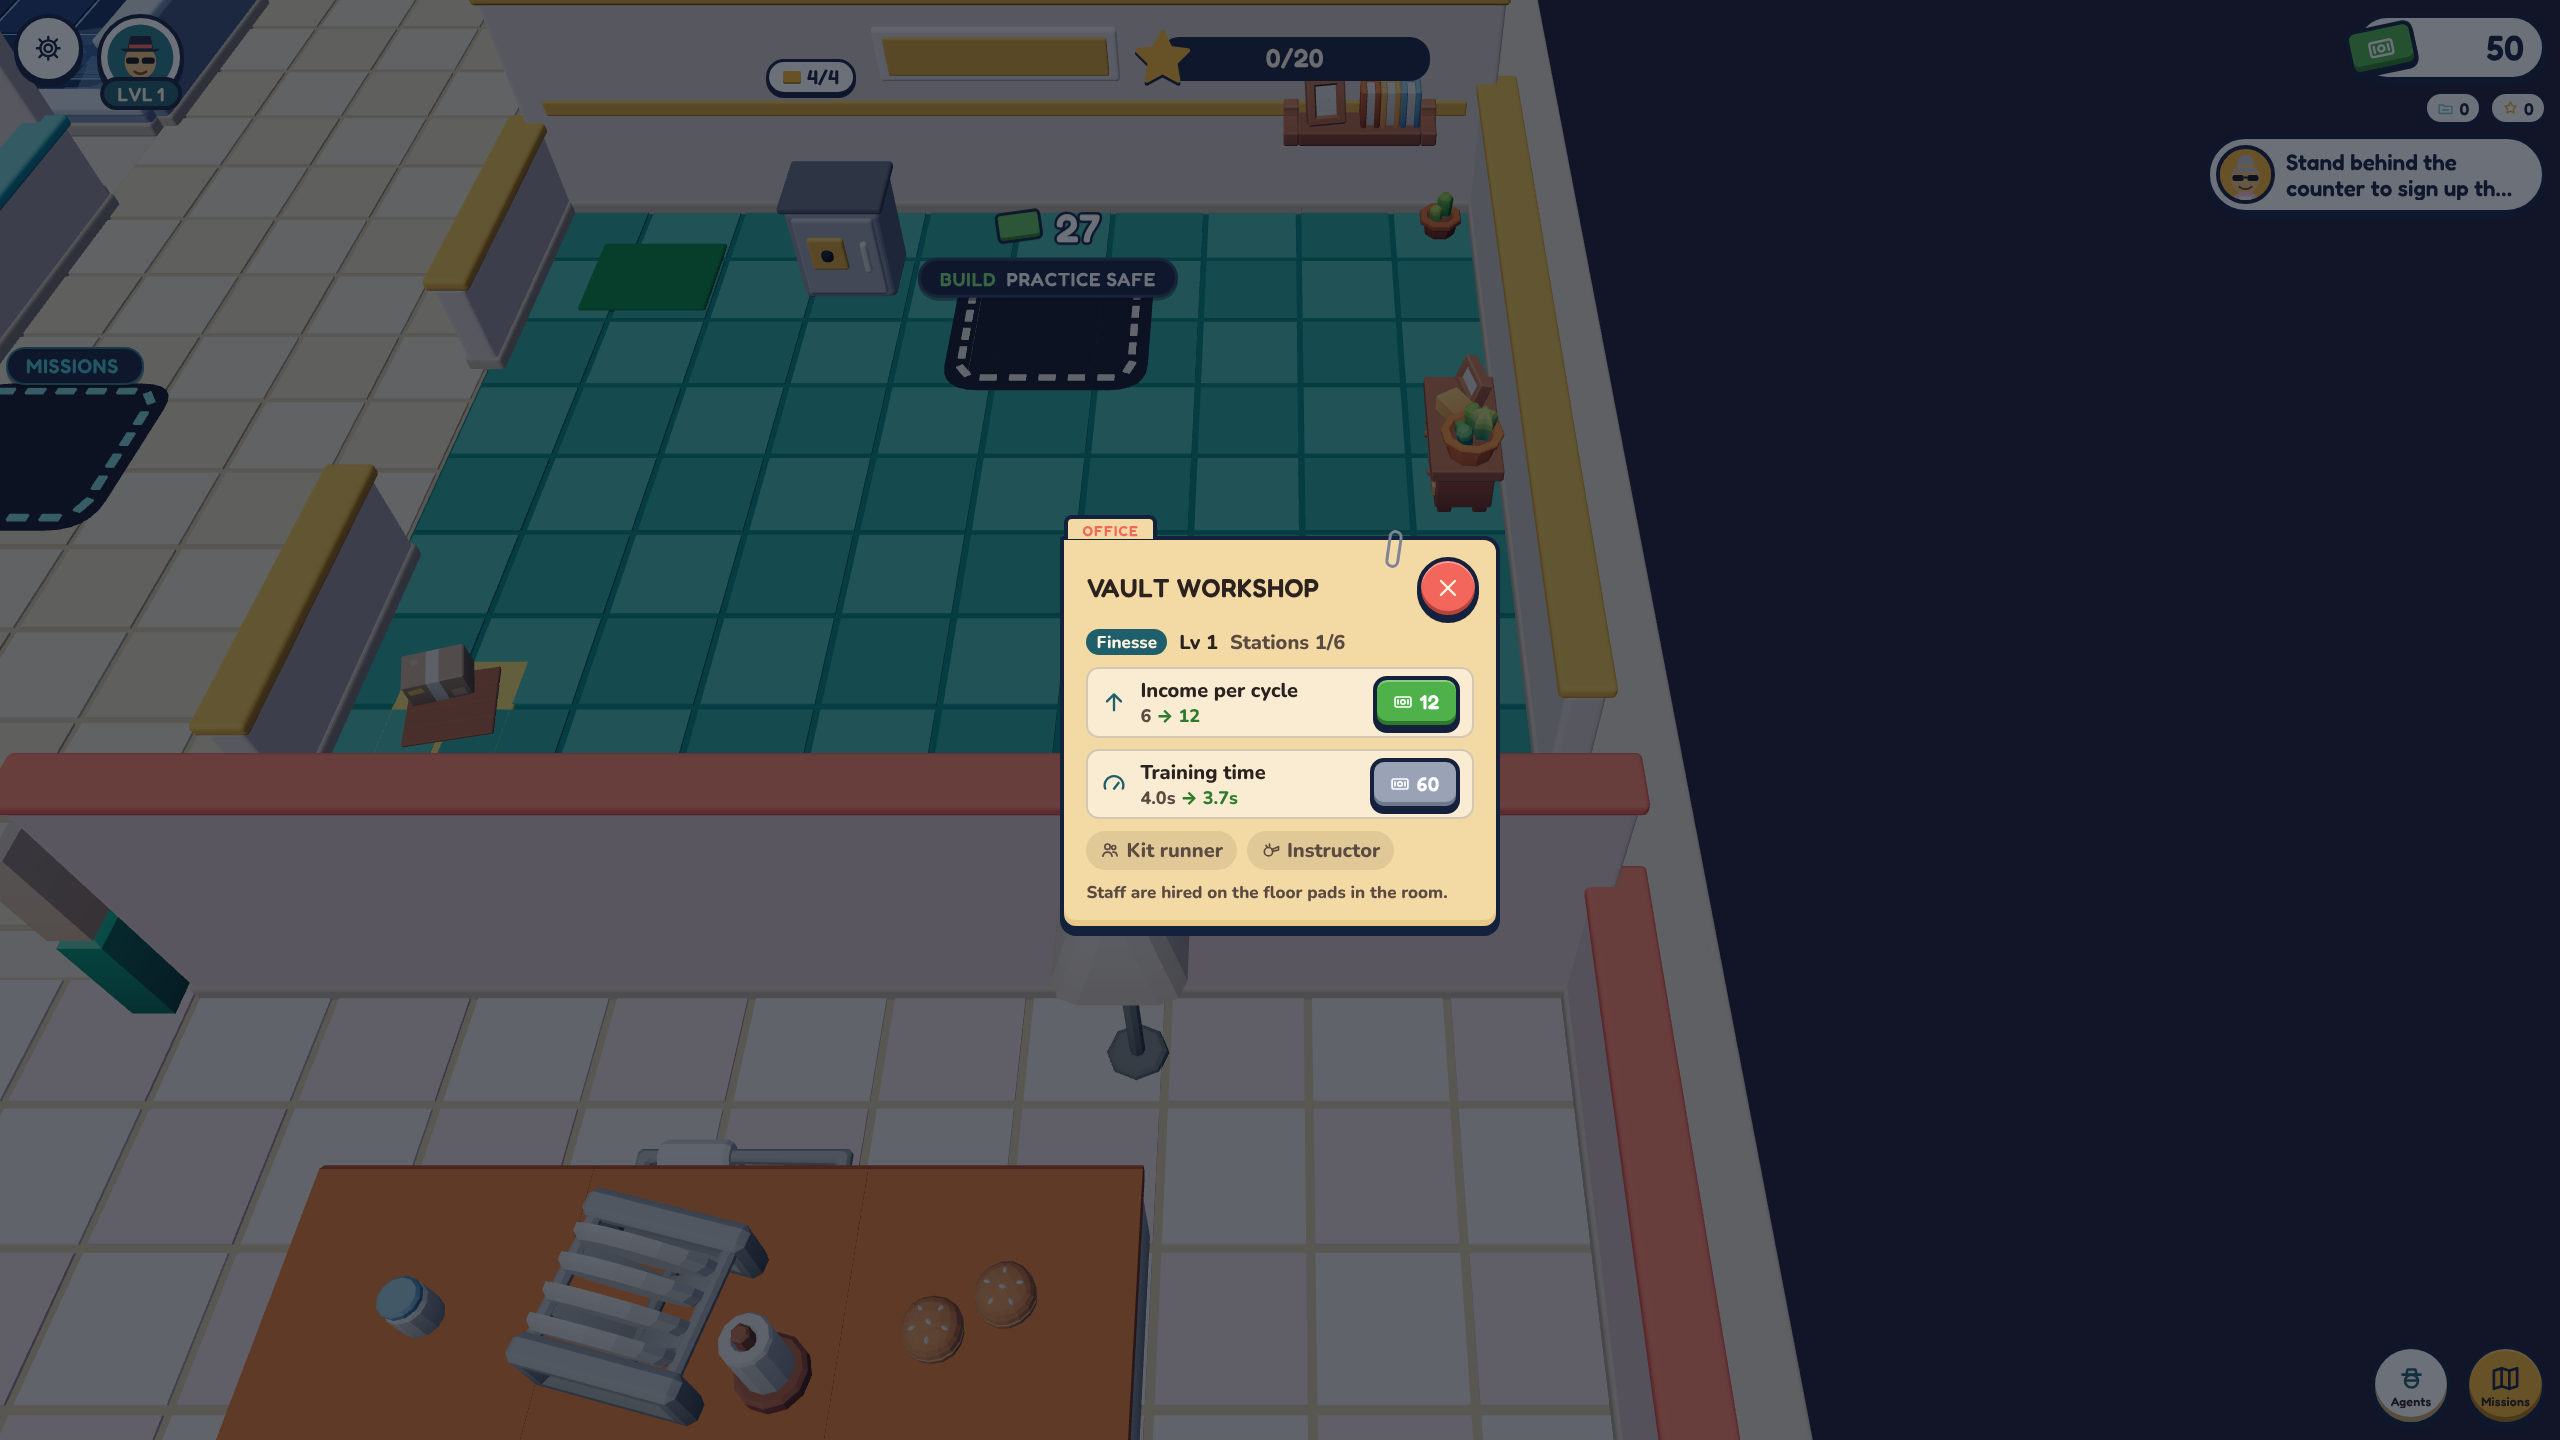 LVL 1
4/4
0/20
50
0
0
Stand behind the
counter to sign up th...
27
BUILD PRACTICE SAFE
MISSIONS
OFFICE
VAULT WORKSHOP
Finesse Lv 1 Stations 1/6
Income per cycle
6 → 12
12
Training time
4.0s → 3.7s
60
Kit runner Instructor
Staff are hired on the floor pads in the room.
Agents
Missions